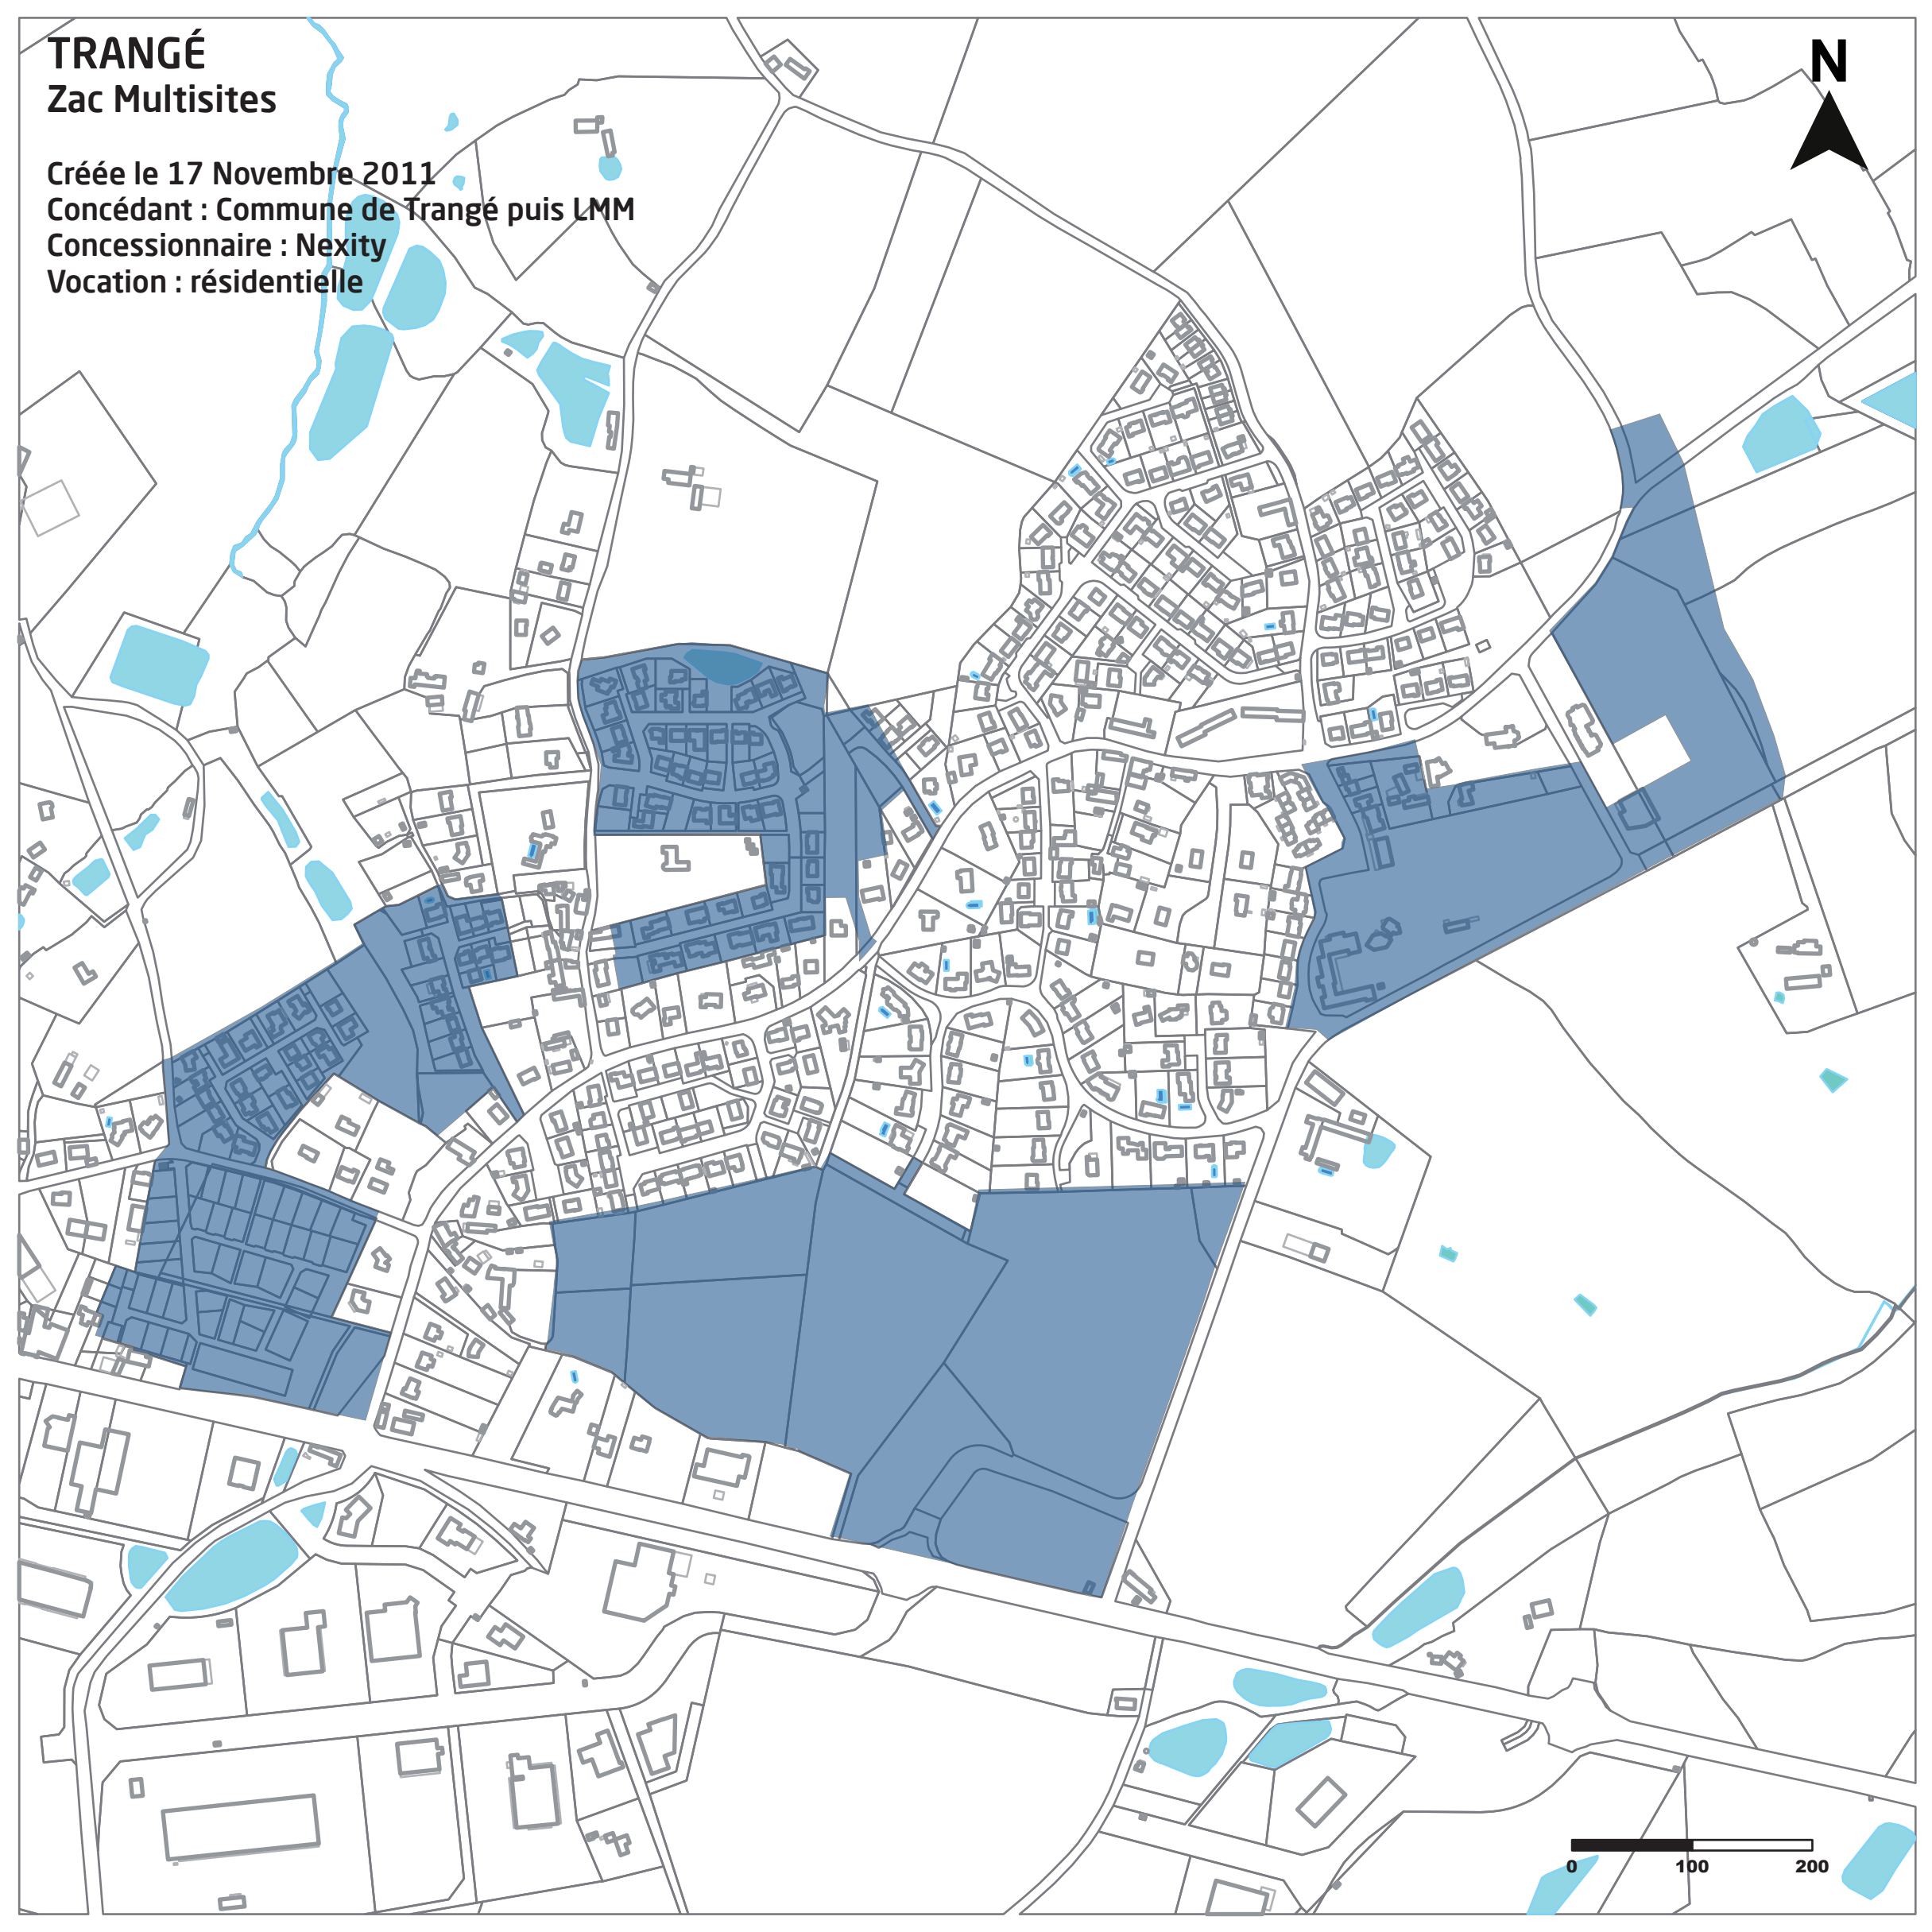 TRANGÉ
Zac Multisites
Créée le 17 Novembre 2011
Concédant : Commune de Trangé puis LMM
Concessionnaire : Nexity
Vocation : résidentielle
N
0 100 200